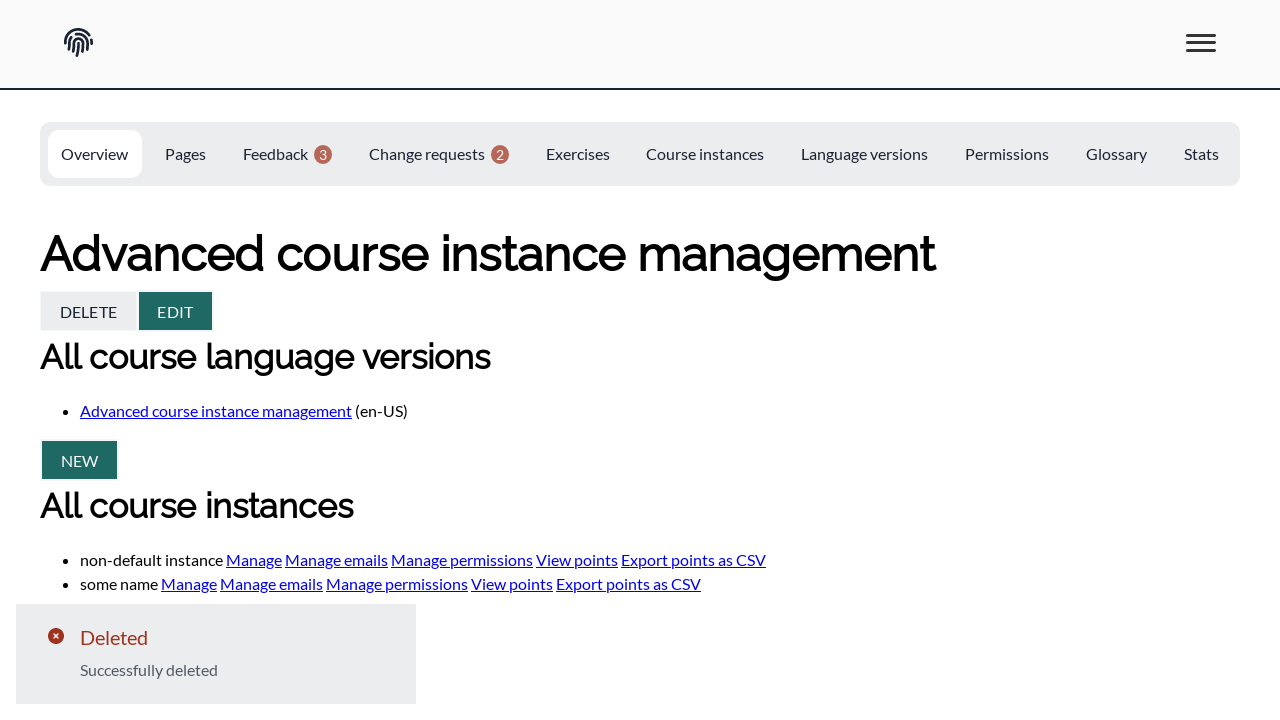 Overview Pages Feedback 3 Change requests 2 Exercises Course instances Language versions Permissions Glossary Stats
Advanced course instance management
DELETE EDIT
All course language versions
Advanced course instance management (en-US)
NEW
All course instances
non-default instance Manage Manage emails Manage permissions View points Export points as CSV
some name Manage Manage emails Manage permissions View points Export points as CSV
Deleted
Successfully deleted